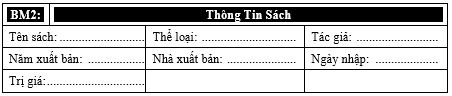 BM2: Thông Tin Sách
Tên sách:........................ Thể loại: ........................ Tác giả: ........................
Năm xuất bản: ................. Nhà xuất bản: ................. Ngày nhập: ...................
Trị giá:..............................